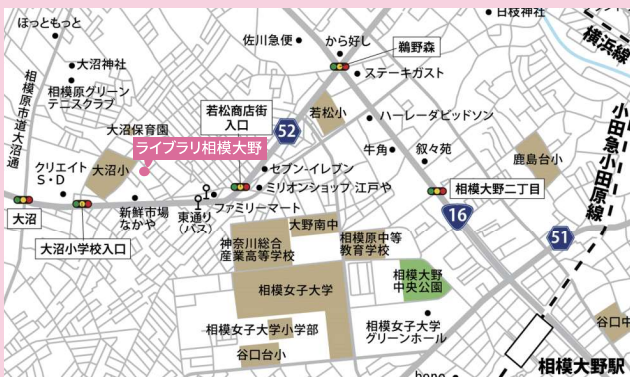 ほっともっと
日枝神社
横浜線
佐川急便
から好し
鵜野森
大沼神社
相模原グリーン
テニスクラブ
ステーキガスト
相模原市道大沼通
若松商店街
入口
若松小
52
ハーレーダビッドソン
小田急小田原線
大沼保育園
ライブラリ相模大野
牛角
叙々苑
鹿島台小
クリエイト
S・D
大沼小
セブン-イレブン
ミリオンショップ 江戸や
相模大野二丁目
ファミリーマート
大沼
新鮮市場
なかや
東通り
(バス)
16
51
大沼小学校入口
大野南中
神奈川総合
産業高等学校
相模原中等
教育学校
相模大野
中央公園
相模女子大学
相模女子大学小学部
相模女子大学
グリーンホール
谷口台小
谷口中
相模大野駅
bono